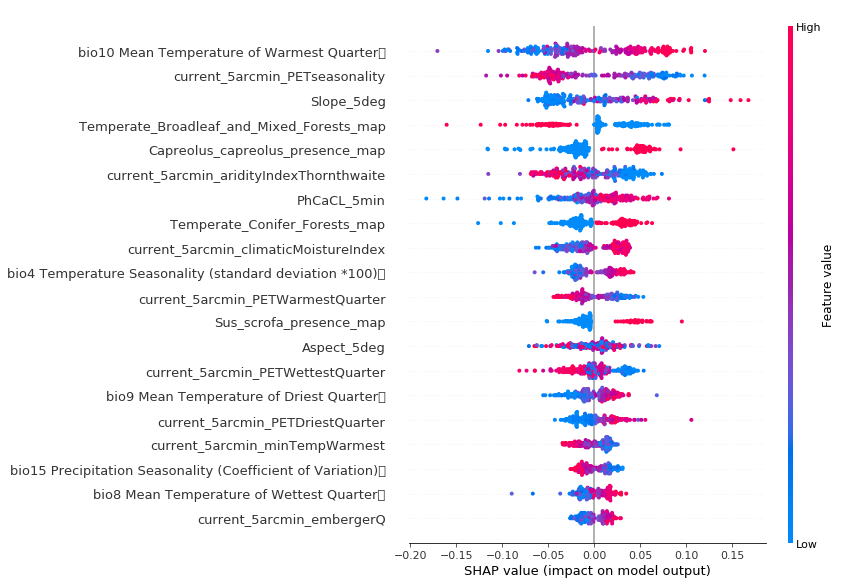 High
bio10 Mean Temperature of Warmest Quarter
current_5arcmin_PETseasonality
Slope_5deg
Temperate_Broadleaf_and_Mixed_Forests_map
Capreolus_capreolus_presence_map
current_5arcmin_aridityIndexThornthwaite
PhCaCL_5min
Temperate_Conifer_Forests_map
current_5arcmin_climaticMoistureIndex
bio4 Temperature Seasonality (standard deviation *100)
current_5arcmin_PETWarmestQuarter
Sus_scrofa_presence_map
Aspect_5deg
current_5arcmin_PETWettestQuarter
bio9 Mean Temperature of Driest Quarter
current_5arcmin_PETDriestQuarter
current_5arcmin_minTempWarmest
bio15 Precipitation Seasonality (Coefficient of Variation)
bio8 Mean Temperature of Wettest Quarter
current_5arcmin_embergerQ
Feature value
Low
−0.20 −0.15 −0.10 −0.05 0.00 0.05 0.10 0.15
SHAP value (impact on model output)